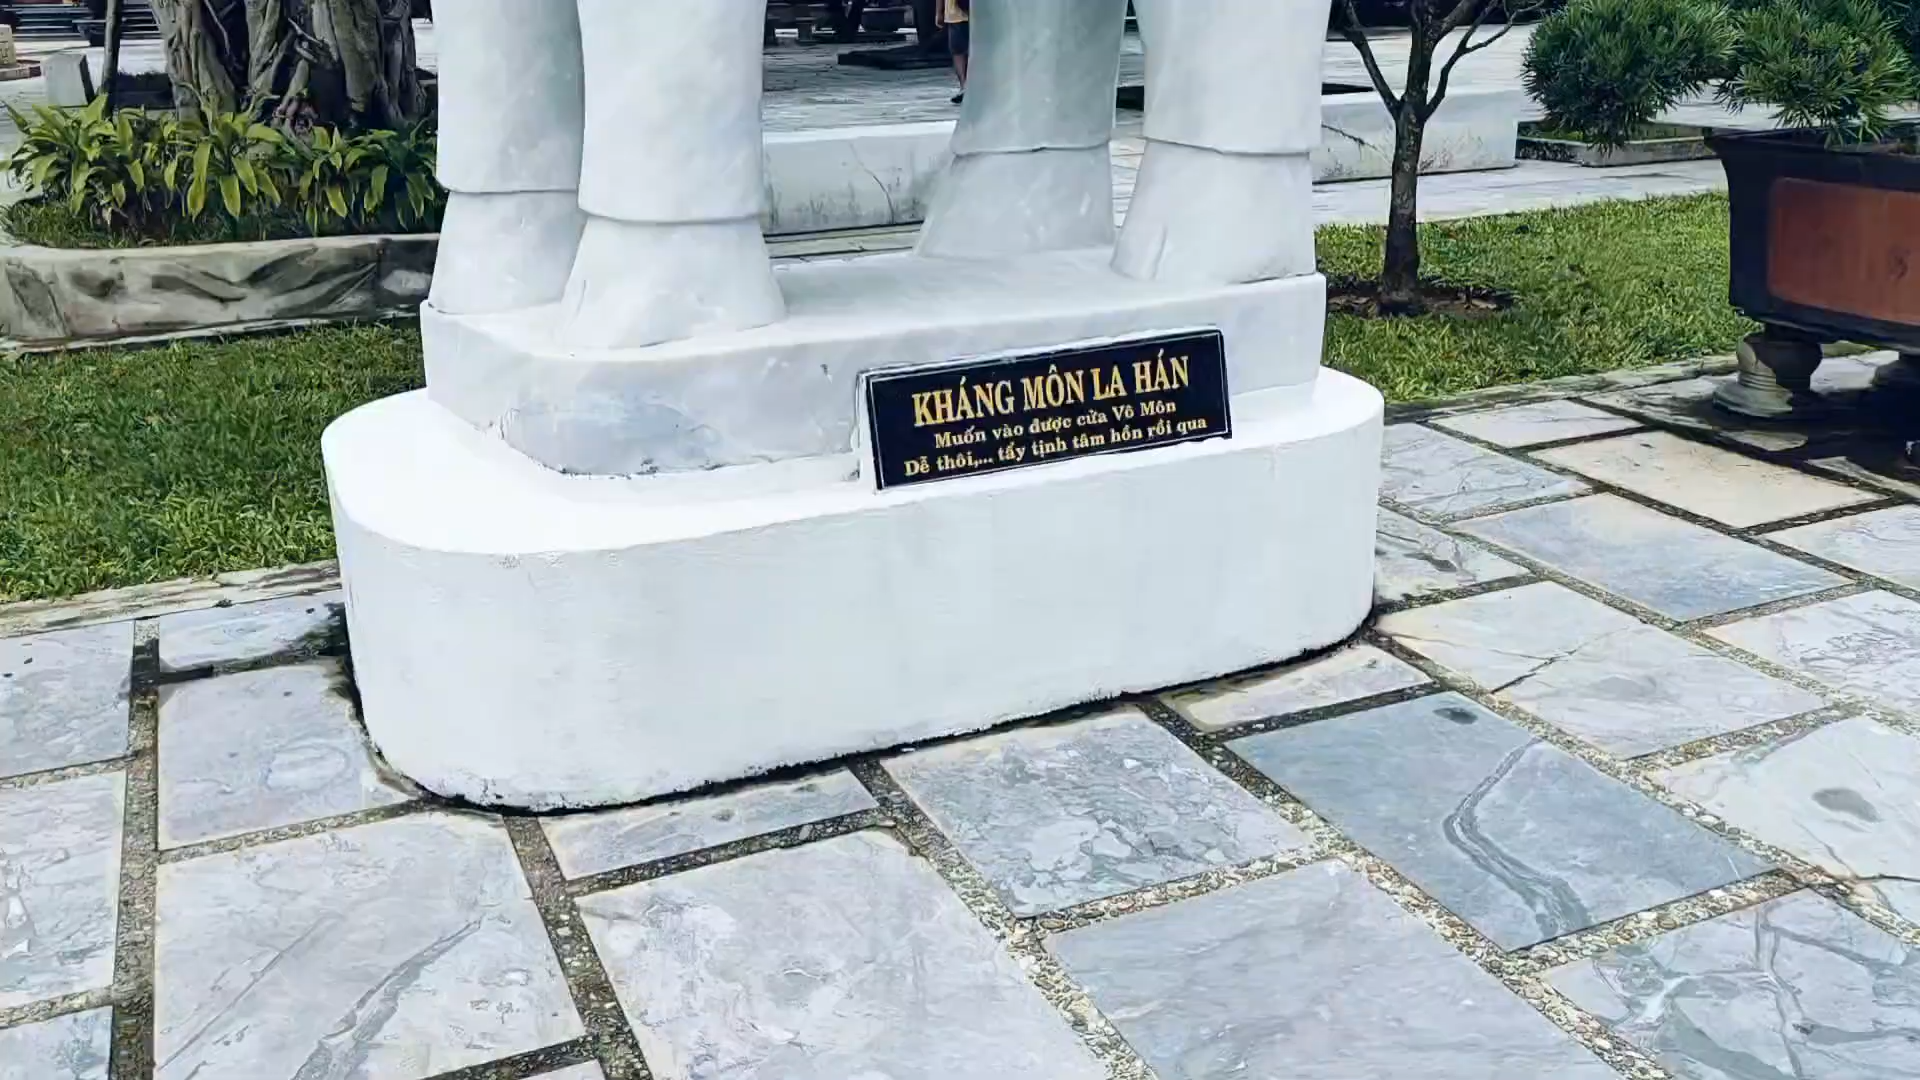 KHÁNG MÔN LA HÁN
Muốn vào được cửa Vô Môn
Dễ thôi,... tẩy tịnh tâm hồn rồi qua